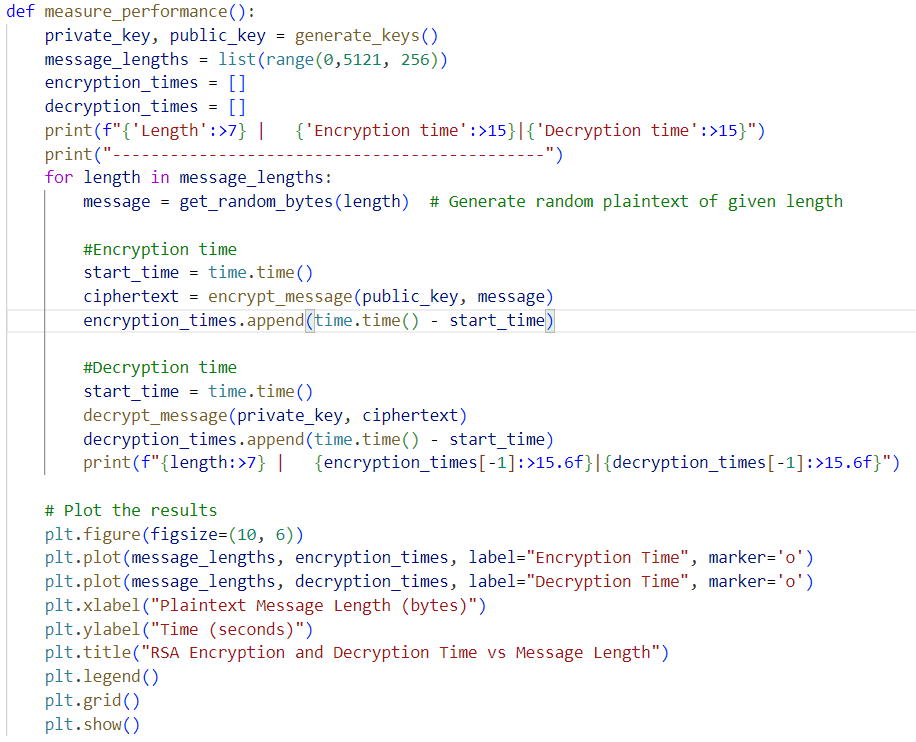 def measure_performance():
    private_key, public_key = generate_keys()
    message_lengths = list(range(0,5121, 256))
    encryption_times = []
    decryption_times = []
    print(f"{'Length':>7} |   {'Encryption time':>15}|{'Decryption time':>15}")
    print("---------------------------------------------")
    for length in message_lengths:
        message = get_random_bytes(length)  # Generate random plaintext of given length
        #Encryption time
        start_time = time.time()
        ciphertext = encrypt_message(public_key, message)
        encryption_times.append(time.time() - start_time)
        #Decryption time
        start_time = time.time()
        decrypt_message(private_key, ciphertext)
        decryption_times.append(time.time() - start_time)
        print(f"{length:>7} |   {encryption_times[-1]:>15.6f}|{decryption_times[-1]:>15.6f}")
    # Plot the results
    plt.figure(figsize=(10, 6))
    plt.plot(message_lengths, encryption_times, label="Encryption Time", marker='o')
    plt.plot(message_lengths, decryption_times, label="Decryption Time", marker='o')
    plt.xlabel("Plaintext Message Length (bytes)")
    plt.ylabel("Time (seconds)")
    plt.title("RSA Encryption and Decryption Time vs Message Length")
    plt.legend()
    plt.grid()
    plt.show()